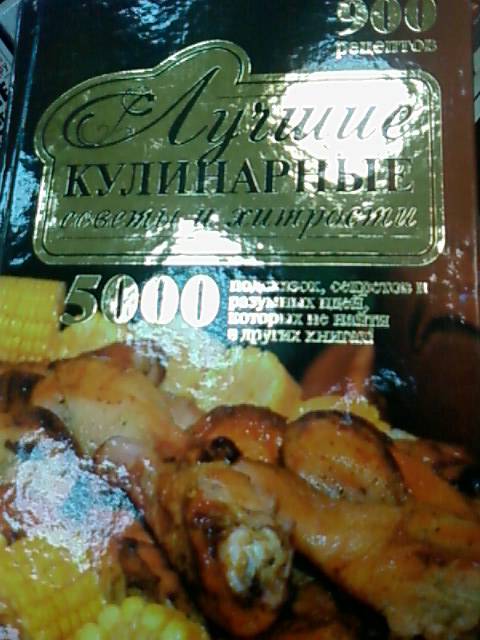 900
рецептов
Лучшие
КУЛИНАРНЫЕ
советы и хитрости
5000
подсказок, секретов и
разумных идей,
которых не найти
в других книгах!